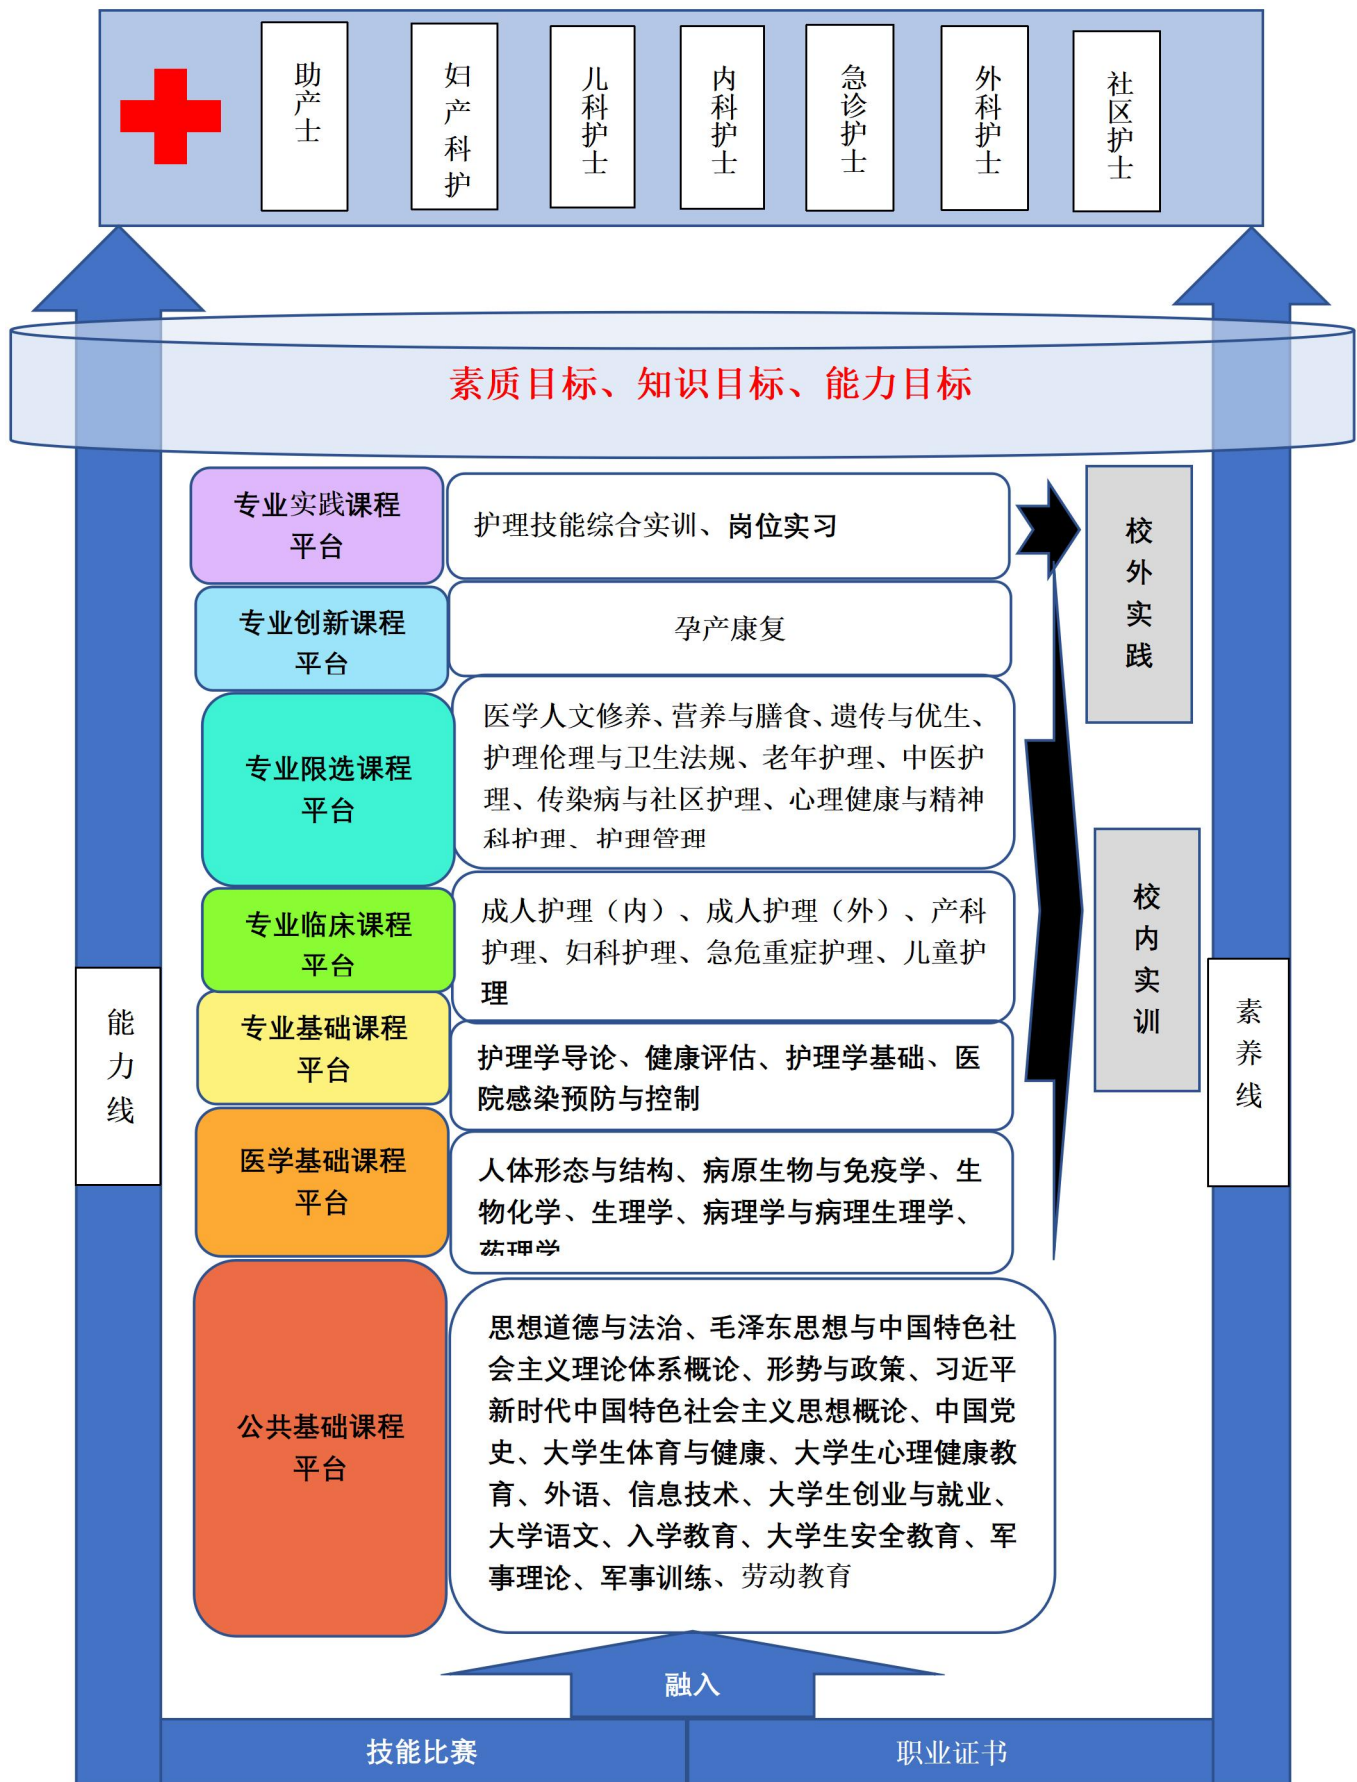 助产士
妇产科护
儿科护士
内科护士
急诊护士
外科护士
社区护士
素质目标、知识目标、能力目标
专业实践课程
平台
护理技能综合实训、岗位实习
专业创新课程
平台
孕产康复
专业限选课程
平台
医学人文修养、营养与膳食、遗传与优生、
护理伦理与卫生法规、老年护理、中医护
理、传染病与社区护理、心理健康与精神
科护理、护理管理
专业临床课程
平台
成人护理（内）、成人护理（外）、产科
护理、妇科护理、急危重症护理、儿童护
理
专业基础课程
平台
护理学导论、健康评估、护理学基础、医
院感染预防与控制
医学基础课程
平台
人体形态与结构、病原生物与免疫学、生
物化学、生理学、病理学与病理生理学、
药理学
公共基础课程
平台
思想道德与法治、毛泽东思想与中国特色社
会主义理论体系概论、形势与政策、习近平
新时代中国特色社会主义思想概论、中国党
史、大学生体育与健康、大学生心理健康教
育、外语、信息技术、大学生创业与就业、
大学语文、入学教育、大学生安全教育、军
事理论、军事训练、劳动教育
校外实践
校内实训
能力线
素养线
融入
技能比赛
职业证书